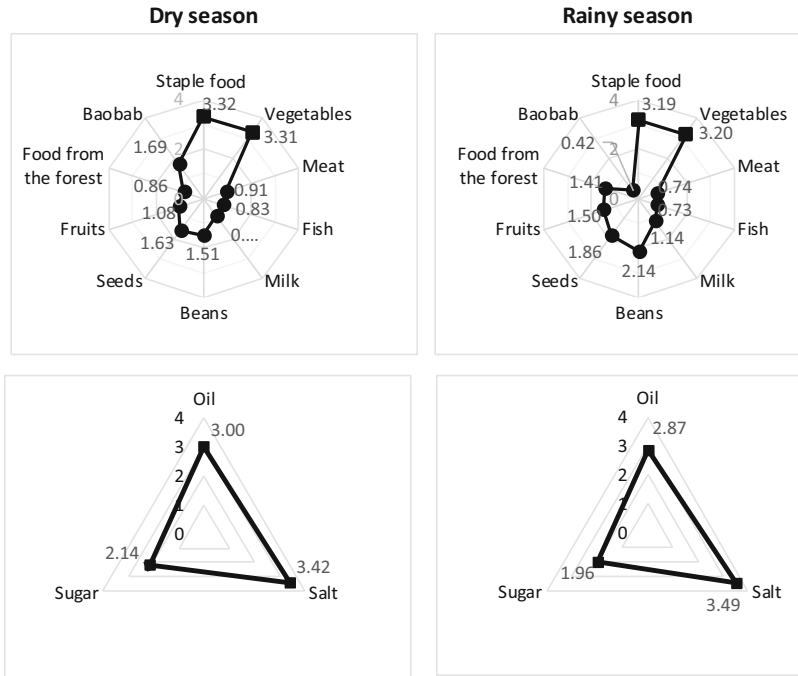 Dry season
Rainy season
Staple food
4
3.32
Baobab
Vegetables
3.31
2
1.69
Food from
the forest
Meat
0.86
0.91
0
0.83
1.08
Fruits
Fish
1.63
0....
1.51
Seeds
Milk
Beans
Staple food
4
3.19
Baobab
Vegetables
3.20
0.42
2
Food from
the forest
Meat
1.41
0.74
0
0.73
1.50
Fruits
Fish
1.86
1.14
2.14
Seeds
Milk
Beans
Oil
4
3.00
3
2
1
0
2.14
3.42
Sugar
Salt
Oil
4
2.87
3
2
1
0
1.96
3.49
Sugar
Salt